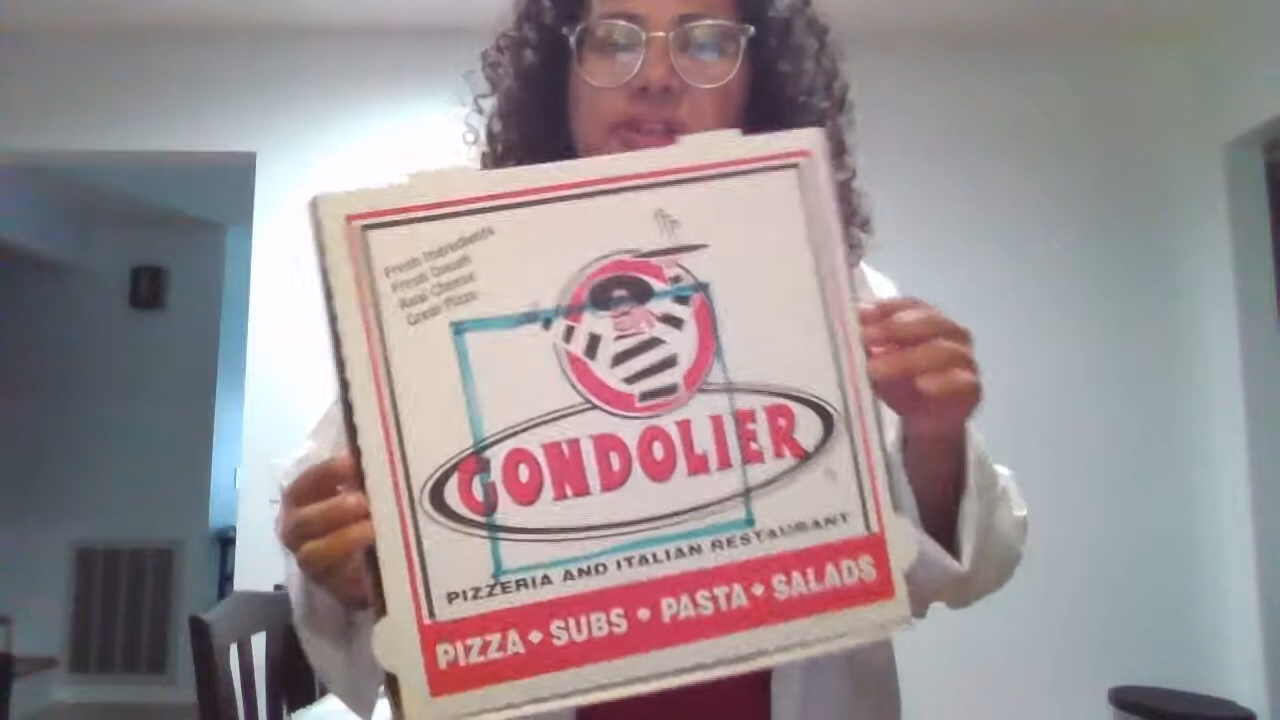 Fresh Ingredients
Fresh Dough
Real Cheese
Great Pizza
GONDOLIER
PIZZERIA AND ITALIAN RESTAURANT
PIZZA • SUBS • PASTA • SALADS